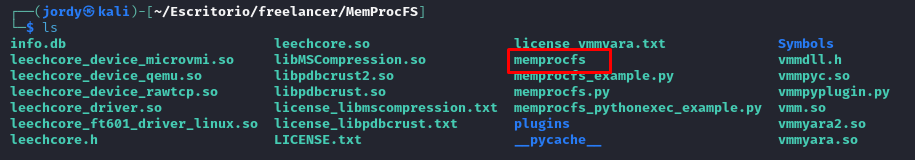 ┌──(jordy㉿kali)-[~/Escritorio/freelancer/MemProcFS]
└─$ ls
info.db leechcore.so license_vmmyara.txt Symbols
leechcore_device_microvmi.so libMSCompression.so memprocfs vmmdll.h
leechcore_device_qemu.so libpdbcrust2.so memprocfs_example.py vmmpyc.so
leechcore_device_rawtcp.so libpdbcrust.so memprocfs.py vmmpyplugin.py
leechcore_driver.so license_libmscompression.txt memprocfs_pythonexec_example.py vmm.so
leechcore_ft601_driver_linux.so license_libpdbcrust.txt plugins vmmyara2.so
leechcore.h LICENSE.txt __pycache__ vmmyara.so